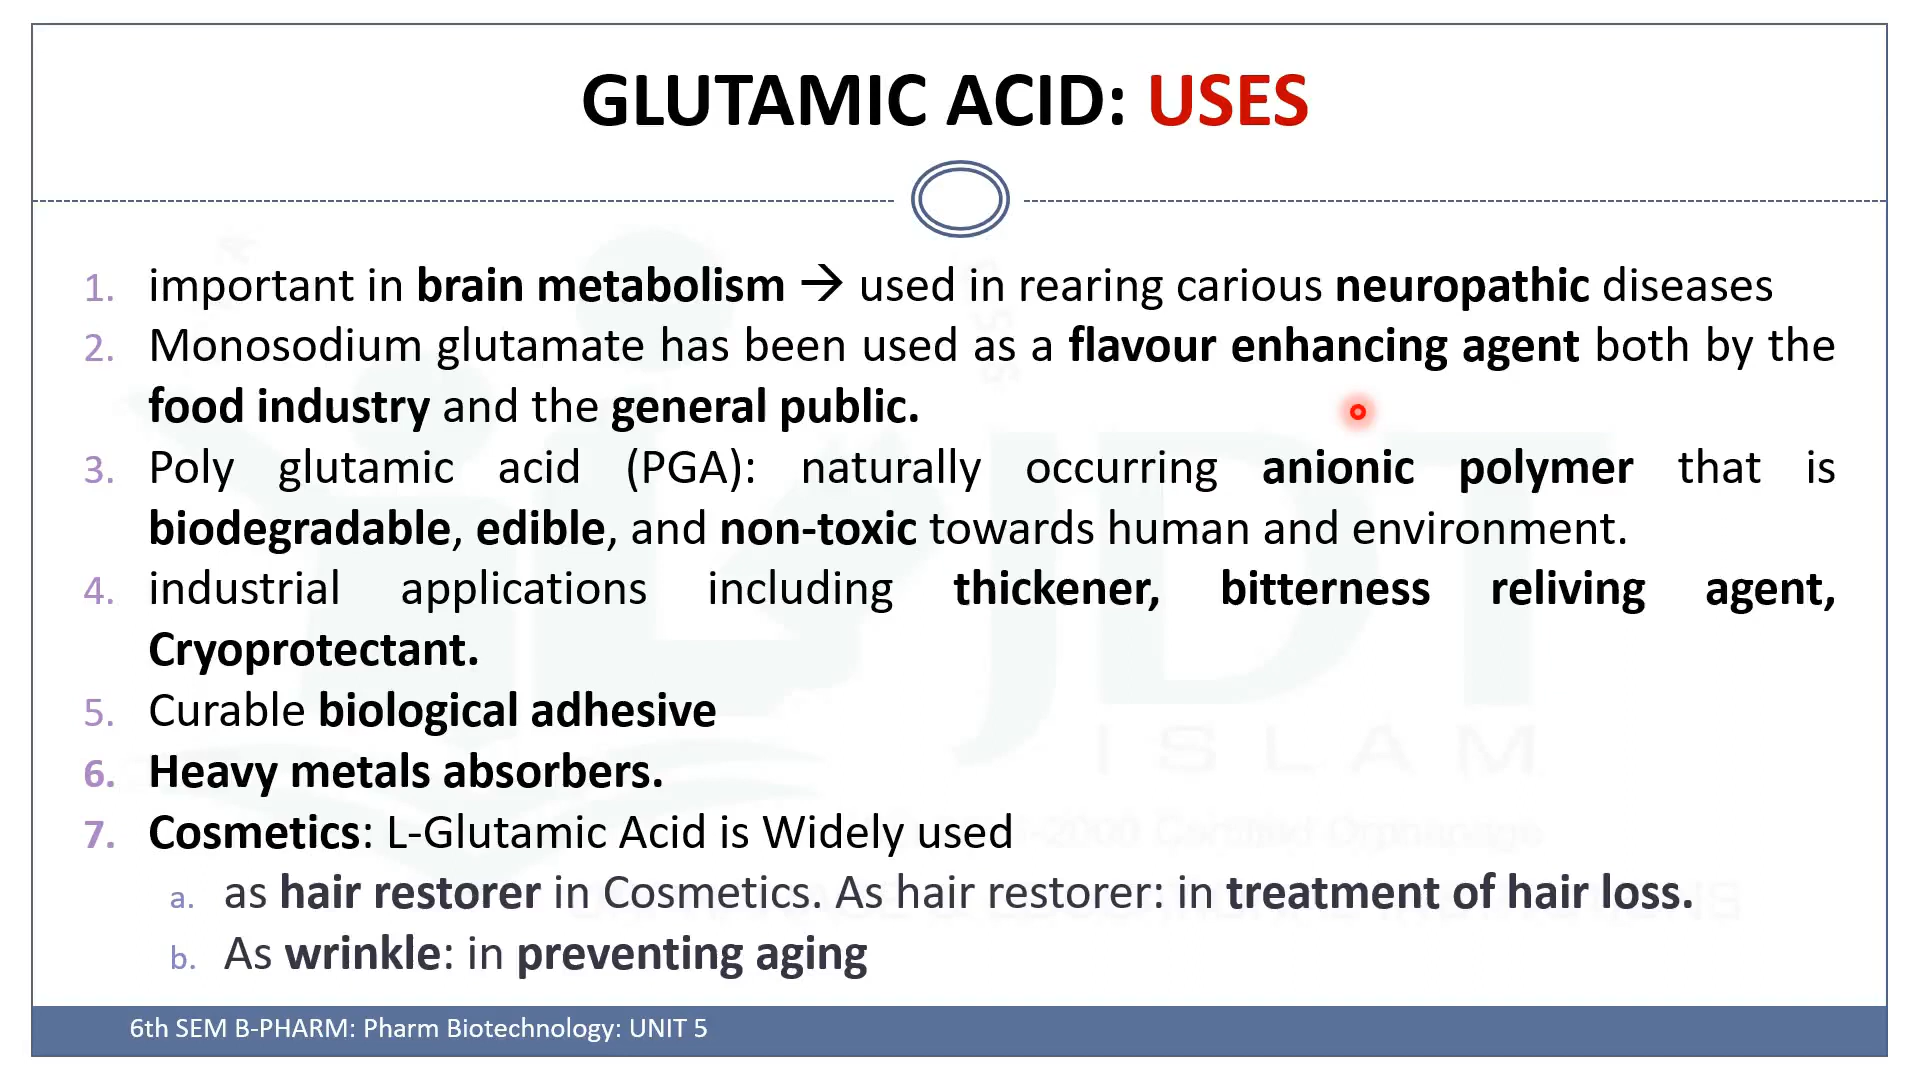 GLUTAMIC ACID: USES
1. important in brain metabolism → used in rearing carious neuropathic diseases
2. Monosodium glutamate has been used as a flavour enhancing agent both by the
food industry and the general public.
3. Poly glutamic acid (PGA): naturally occurring anionic polymer that is
biodegradable, edible, and non-toxic towards human and environment.
4. industrial applications including thickener, bitterness reliving agent,
Cryoprotectant.
5. Curable biological adhesive
6. Heavy metals absorbers.
JDT
ISLAM
7. Cosmetics: L-Glutamic Acid is Widely used
-2000 Certified Orphanage
a. as hair restorer in Cosmetics. As hair restorer: in treatment of hair loss.
b. As wrinkle: in preventing aging
6th SEM B-PHARM: Pharm Biotechnology: UNIT 5